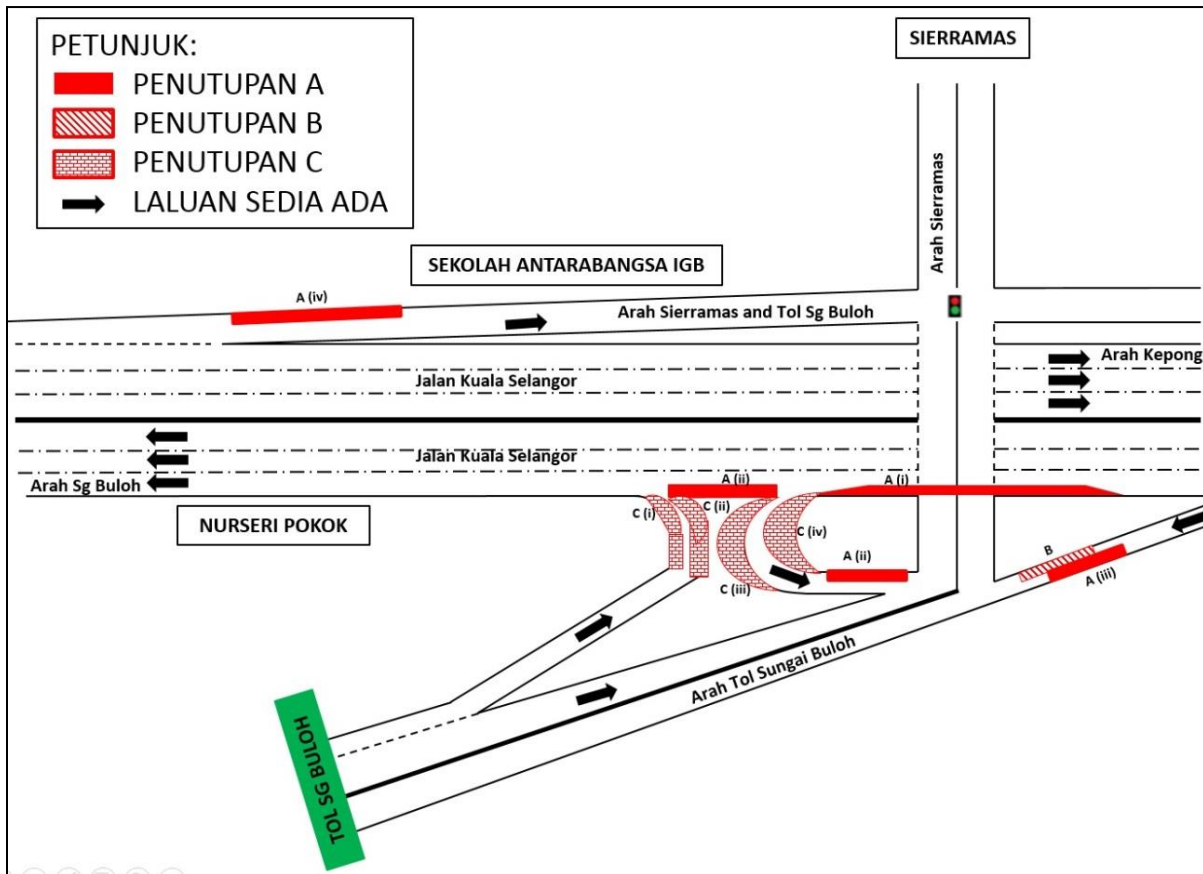 PETUNJUK:
PENUTUPAN A
PENUTUPAN B
PENUTUPAN C
LALUAN SEDIA ADA
SIERRAMAS
Arah Sierramas
SEKOLAH ANTARABANGSA IGB
A (iv)
Arah Sierramas and Tol Sg Buloh
Arah Kepong
Jalan Kuala Selangor
Jalan Kuala Selangor
Arah Sg Buloh
A (ii)
A (i)
NURSERI POKOK
C (i)
C (ii)
C (iv)
A (ii)
B
A (iii)
C (iii)
Arah Tol Sungai Buloh
TOL SG BULOH